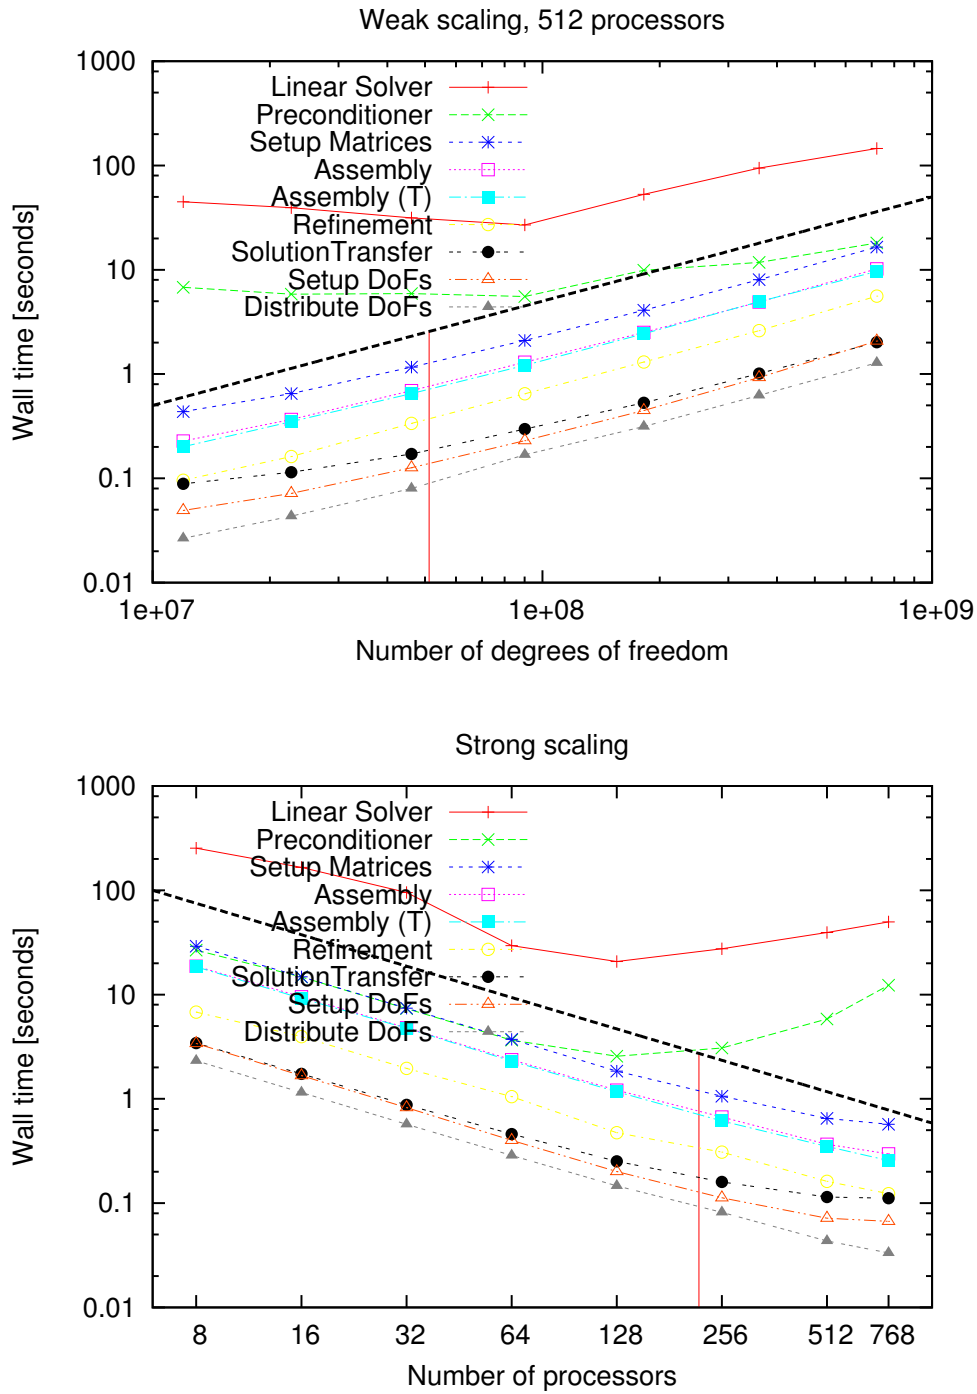 Weak scaling, 512 processors
1000
100
10
1
0.1
0.01
Wall time [seconds]
Linear Solver
Preconditioner
Setup Matrices
Assembly
Assembly (T)
Refinement
SolutionTransfer
Setup DoFs
Distribute DoFs
1e+07 1e+08 1e+09
Number of degrees of freedom
Strong scaling
1000
100
10
1
0.1
0.01
Wall time [seconds]
Linear Solver
Preconditioner
Setup Matrices
Assembly
Assembly (T)
Refinement
SolutionTransfer
Setup DoFs
Distribute DoFs
8 16 32 64 128 256 512 768
Number of processors